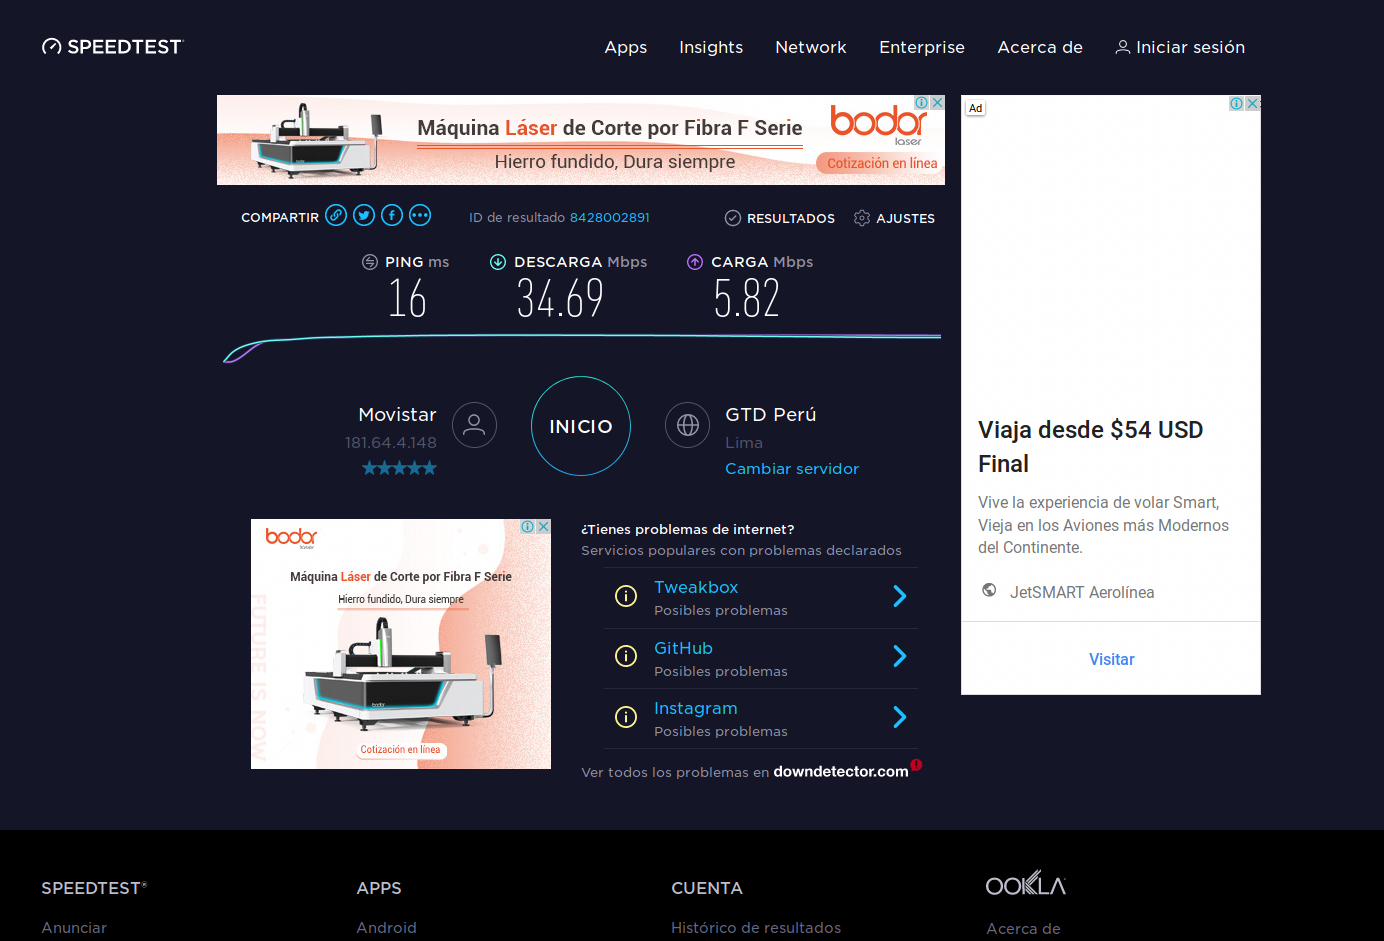 SPEEDTEST
Apps Insights Network Enterprise Acerca de Iniciar sesión
Máquina Láser de Corte por Fibra F Serie
Hierro fundido, Dura siempre
bodor
laser
Cotización en línea
Ad
COMPARTIR ID de resultado 8428002891 RESULTADOS AJUSTES
PING ms DESCARGA Mbps CARGA Mbps
16 34.69 5.82
Movistar
181.64.4.148
INICIO
GTD Perú
Lima
Cambiar servidor
Viaja desde $54 USD
Final
Vive la experiencia de volar Smart,
Vieja en los Aviones más Modernos
del Continente.
JetSMART Aerolínea
Visitar
bodor
laser
Máquina Láser de Corte por Fibra F Serie
Hierro fundido, Dura siempre
FUTURE IS NOW
bodor
Cotización en línea
¿Tienes problemas de internet?
Servicios populares con problemas declarados
Tweakbox
Posibles problemas
GitHub
Posibles problemas
Instagram
Posibles problemas
Ver todos los problemas en downdetector.com
SPEEDTEST® APPS CUENTA OOKLA
Anunciar Android Histórico de resultados Acerca de